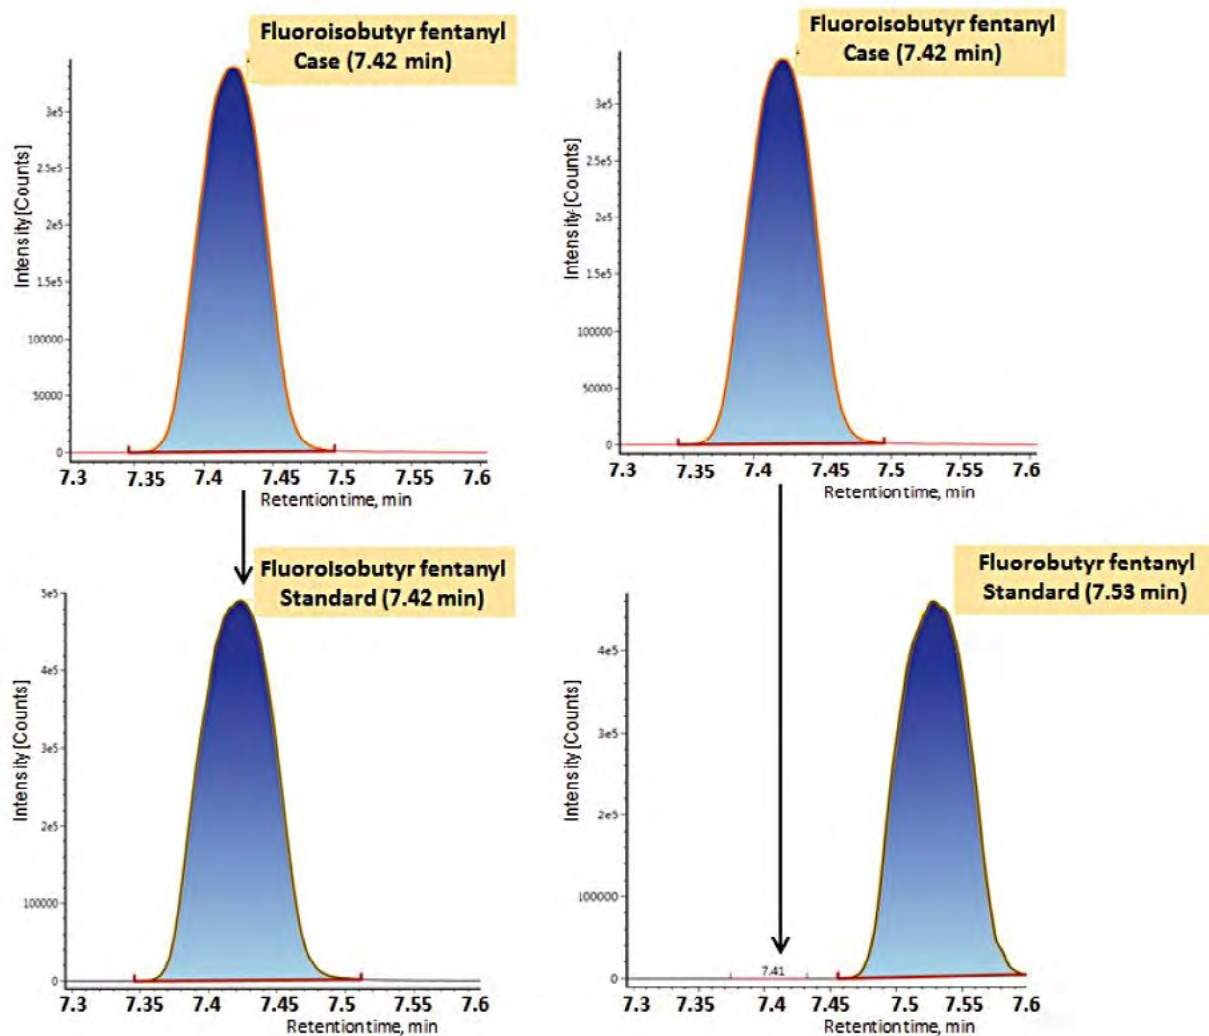 Fluoroisobutyr fentanyl
Case (7.42 min)
Intensity [Counts]
3e5
2.5e5
2e5
1.5e5
100000
50000
0
7.3 7.35 7.4 7.45 7.5 7.55 7.6
Retention time, min
Fluoroisobutyr fentanyl
Case (7.42 min)
Intensity [Counts]
3e5
2.5e5
2e5
1.5e5
100000
50000
0
7.3 7.35 7.4 7.45 7.5 7.55 7.6
Retention time, min
Fluoroisobutyr fentanyl
Standard (7.42 min)
Intensity [Counts]
5e5
4e5
3e5
2e5
100000
0
7.3 7.35 7.4 7.45 7.5 7.55 7.6
Retention time, min
Fluorobutyr fentanyl
Standard (7.53 min)
Intensity [Counts]
4e5
3e5
2e5
100000
0
7.41
7.3 7.35 7.4 7.45 7.5 7.55 7.6
Retention time, min